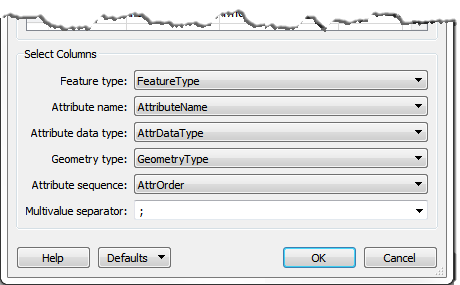 Select Columns
Feature type: FeatureType
Attribute name: AttributeName
Attribute data type: AttrDataType
Geometry type: GeometryType
Attribute sequence: AttrOrder
Multivalue separator: ;
Help Defaults OK Cancel